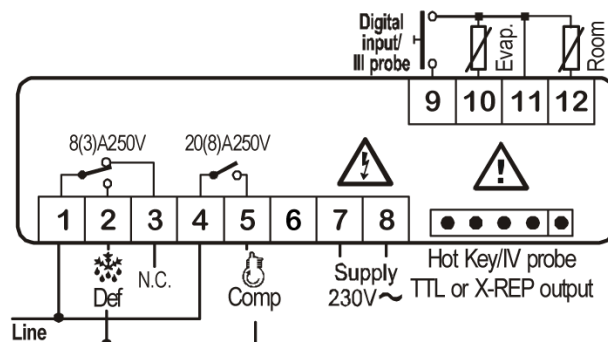 Digital
input/
III probe
Evap.
Room
9 10 11 12
8(3)A250V
20(8)A250V
1 2 3 4 5 6 7 8
Def
N.C.
Comp
Supply
230V~
Hot Key/IV probe
TTL or X-REP output
Line